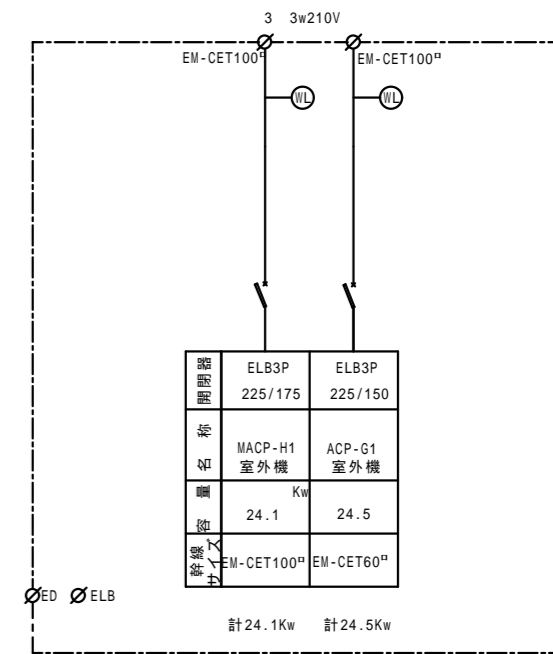 3 3w210V
EM-CET100□ EM-CET100□
WL WL
開閉器 ELB3P ELB3P
225/175 225/150
名称 MACP-H1 ACP-G1
室外機 室外機
容量 Kw
24.1 24.5
幹線サイズ EM-CET100□ EM-CET60□
ED ELB
計24.1Kw 計24.5Kw